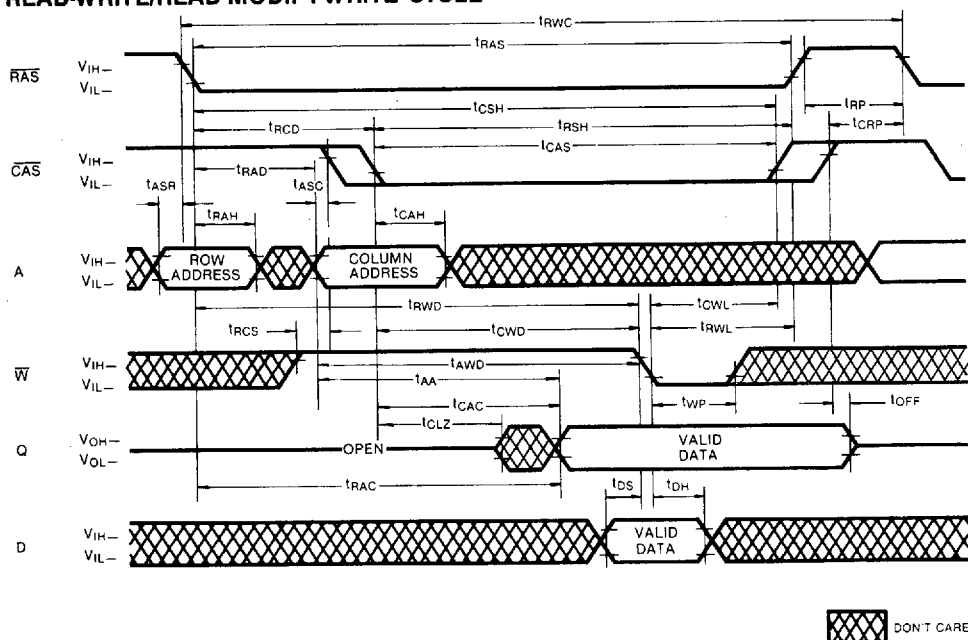 READ-WRITE/READ-MODIFY-WRITE CYCLE
tRWC
tRAS
RAS
VIH—
VIL—
tCSH
tRP
tRCD
tRSH
tCRP
CAS
VIH—
VIL—
tRAD
tCAS
tASR
tASC
tRAH
tCAH
A
VIH—
VIL—
ROW
ADDRESS
COLUMN
ADDRESS
tRWD
tCWL
tRCS
tCWD
tRWL
W
VIH—
VIL—
tAWD
tAA
tCAC
tWP
tOFF
tCLZ
Q
VOH—
VOL—
OPEN
VALID
DATA
tRAC
tDS
tDH
D
VIH—
VIL—
VALID
DATA
DON'T CARE